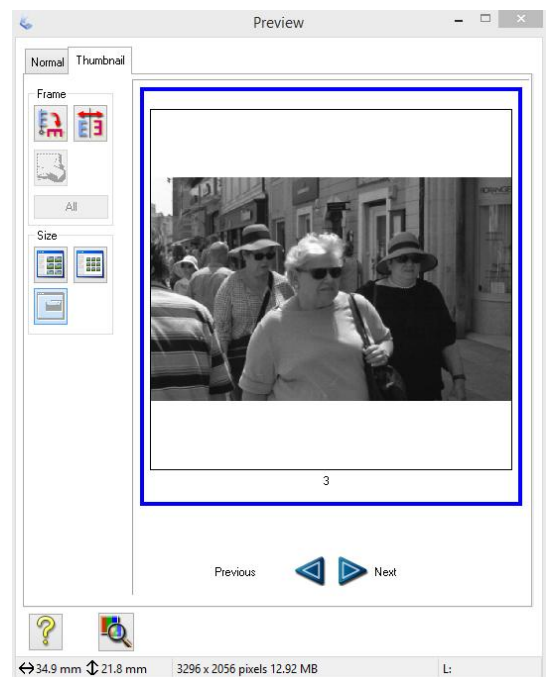 Preview
Normal
Thumbnail
Frame
All
Size
3
Previous
Next
34.9 mm 21.8 mm
3296 x 2056 pixels 12.92 MB
L: